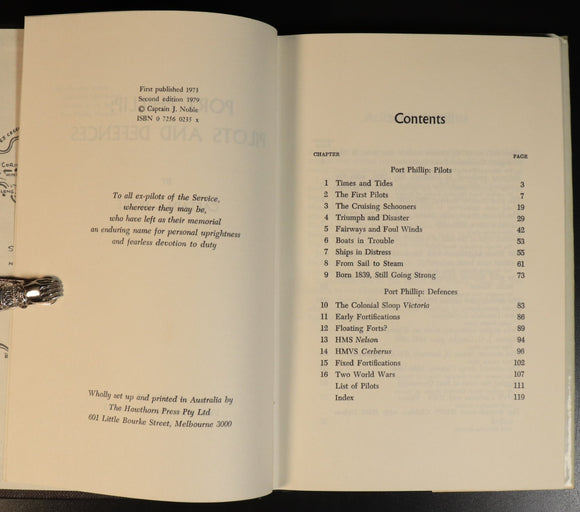 First published 1973
Second edition 1979
© Captain J. Noble
ISBN 0 7256 0235 x
To all ex-pilots of the Service,
wherever they may be,
who have left as their memorial
an enduring name for personal uprightness
and fearless devotion to duty
Wholly set up and printed in Australia by
The Hawthorn Press Pty Ltd
601 Little Bourke Street, Melbourne 3000
Contents
CHAPTER PAGE
Port Phillip: Pilots
1 Times and Tides 3
2 The First Pilots 7
3 The Cruising Schooners 19
4 Triumph and Disaster 29
5 Fairways and Foul Winds 42
6 Boats in Trouble 53
7 Ships in Distress 55
8 From Sail to Steam 61
9 Born 1839, Still Going Strong 73
Port Phillip: Defences
10 The Colonial Sloop Victoria 83
11 Early Fortifications 86
12 Floating Forts? 89
13 HMS Nelson 94
14 HMVS Cerberus 96
15 Fixed Fortifications 102
16 Two World Wars 107
List of Pilots 111
Index 119